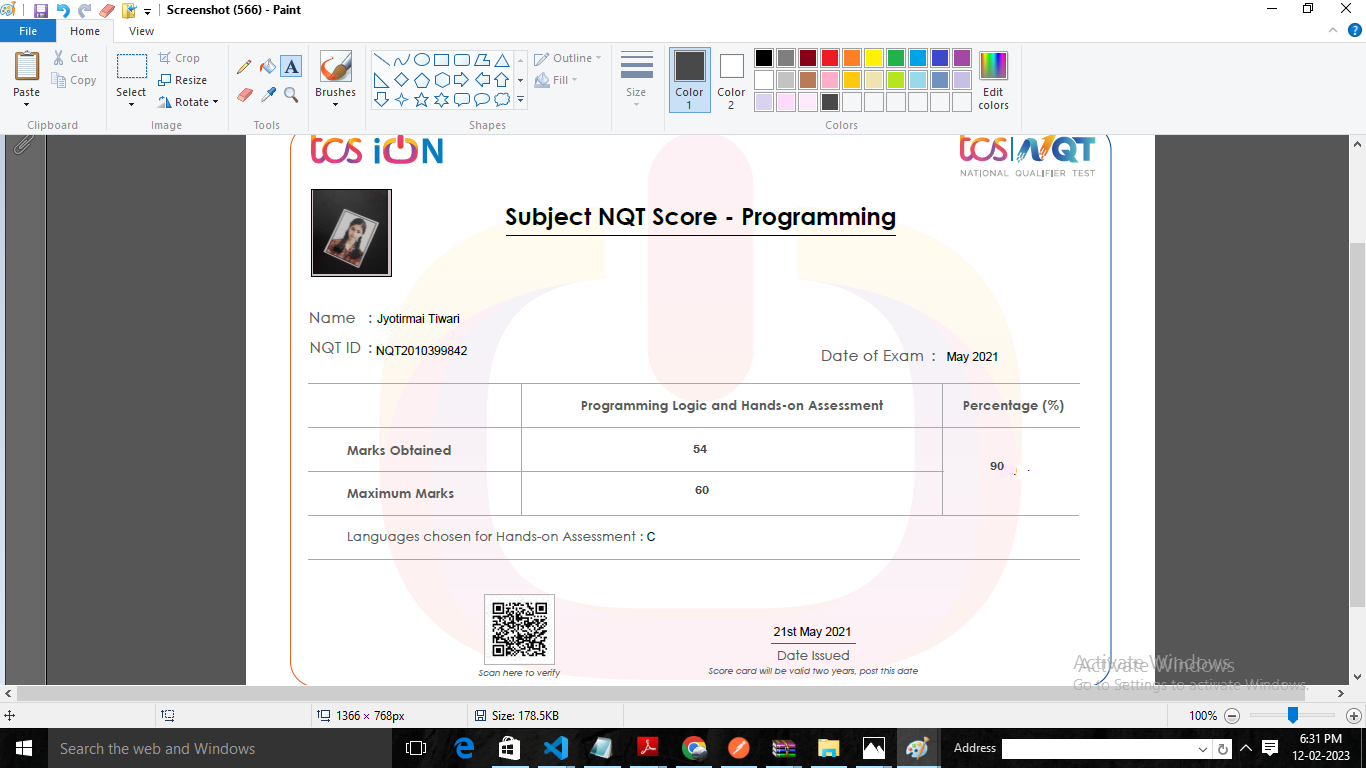 Screenshot (566) - Paint
File Home View
Paste
Cut
Copy
Clipboard
Select
Crop
Resize
Rotate
Image
A
Tools
Brushes
Outline
Fill
Shapes
Size
Color 1
Color 2
Edit colors
Colors
tcs iON
tcs|NQT
NATIONAL QUALIFIER TEST
Subject NQT Score - Programming
Name : Jyotirmai Tiwari
NQT ID : NQT2010399842
Date of Exam : May 2021
Programming Logic and Hands-on Assessment Percentage (%)
Marks Obtained 54
90
Maximum Marks 60
Languages chosen for Hands-on Assessment : C
21st May 2021
Date Issued
Scan here to verify
Score card will be valid two years, post this date
Activate Windows
Go to Settings to activate Windows.
1366 × 768px
Size: 178.5KB
100%
Search the web and Windows
Address
6:31 PM
12-02-2023